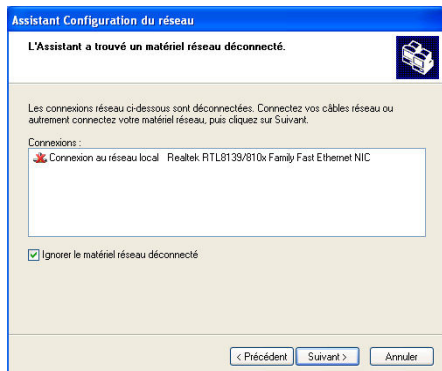 Assistant Configuration du réseau
L'Assistant a trouvé un matériel réseau déconnecté.
Les connexions réseau ci-dessous sont déconnectées. Connectez vos câbles réseau ou
autrement connectez votre matériel réseau, puis cliquez sur Suivant.
Connexions :
Connexion au réseau local Realtek RTL8139/810x Family Fast Ethernet NIC
Ignorer le matériel réseau déconnecté
< Précédent Suivant > Annuler